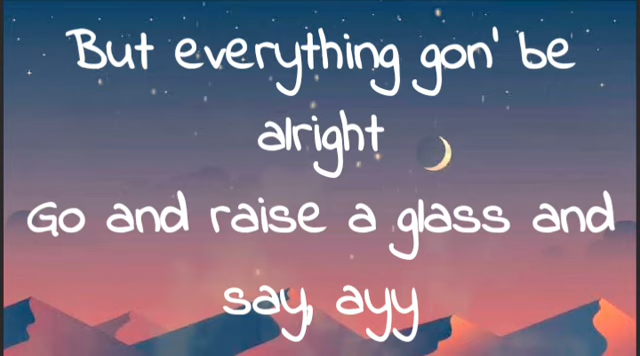 But everything gon' be
alright
Go and raise a glass and
say, ayy